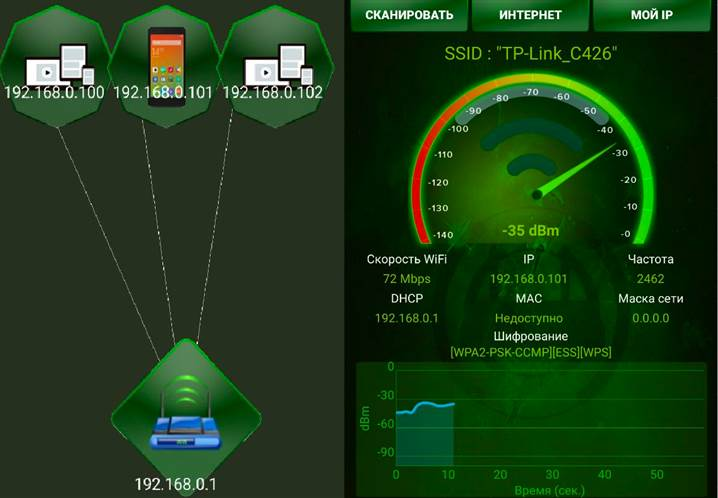 192.168.0.100
192.168.0.101
192.168.0.102
192.168.0.1
СКАНИРОВАТЬ
ИНТЕРНЕТ
МОЙ IP
SSID : "TP-Link_C426"
-140
-130
-120
-110
-100
-90
-80
-70
-60
-50
-40
-30
-20
-10
-0
-35 dBm
Скорость WiFi
IP
Частота
72 Mbps
192.168.0.101
2462
DHCP
MAC
Маска сети
192.168.0.1
Недоступно
0.0.0.0
Шифрование
[WPA2-PSK-CCMP][ESS][WPS]
dBm
0
-30
-60
-90
0
10
20
30
40
50
Время (сек.)